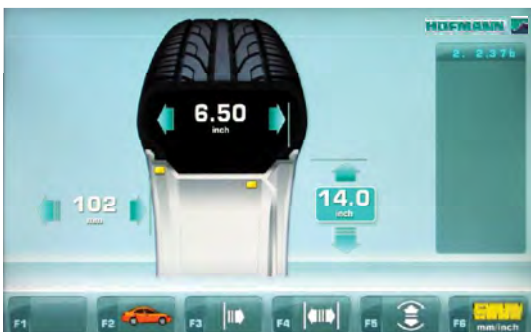 HOFMANN
2. 2.37b
6.50
inch
102
mm
14.0
inch
F1
F2
F3
F4
F5
F6
mm/inch